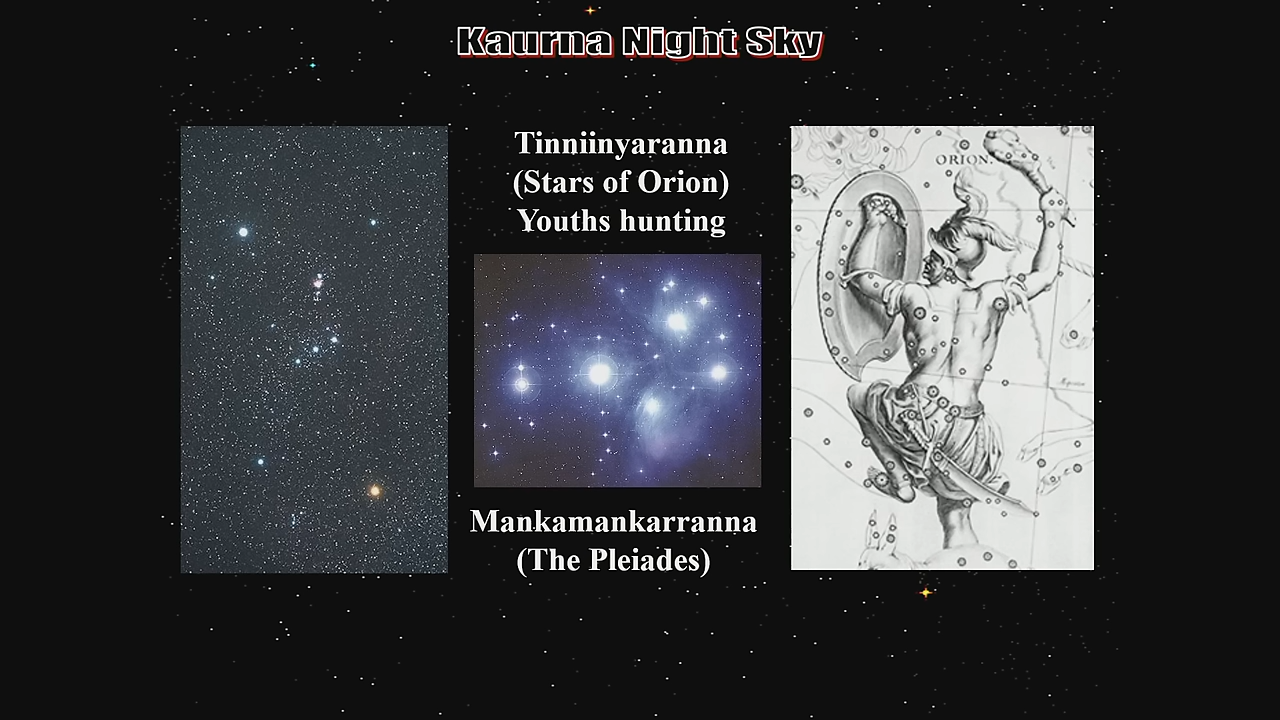 Kaurna Night Sky
Tinniinyaranna
(Stars of Orion)
Youths hunting
ORION.
Mankamankarranna
(The Pleiades)